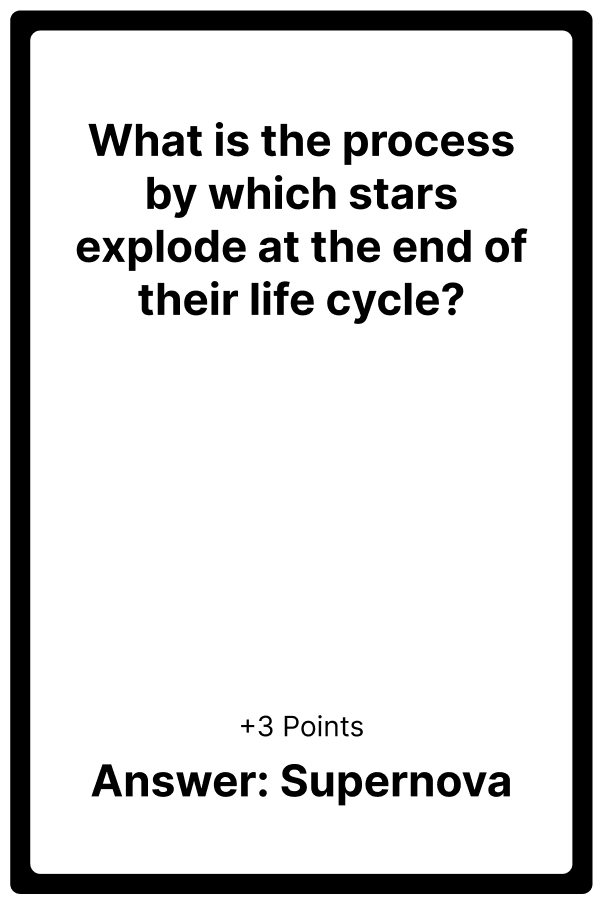 What is the process
by which stars
explode at the end of
their life cycle?
+3 Points
Answer: Supernova